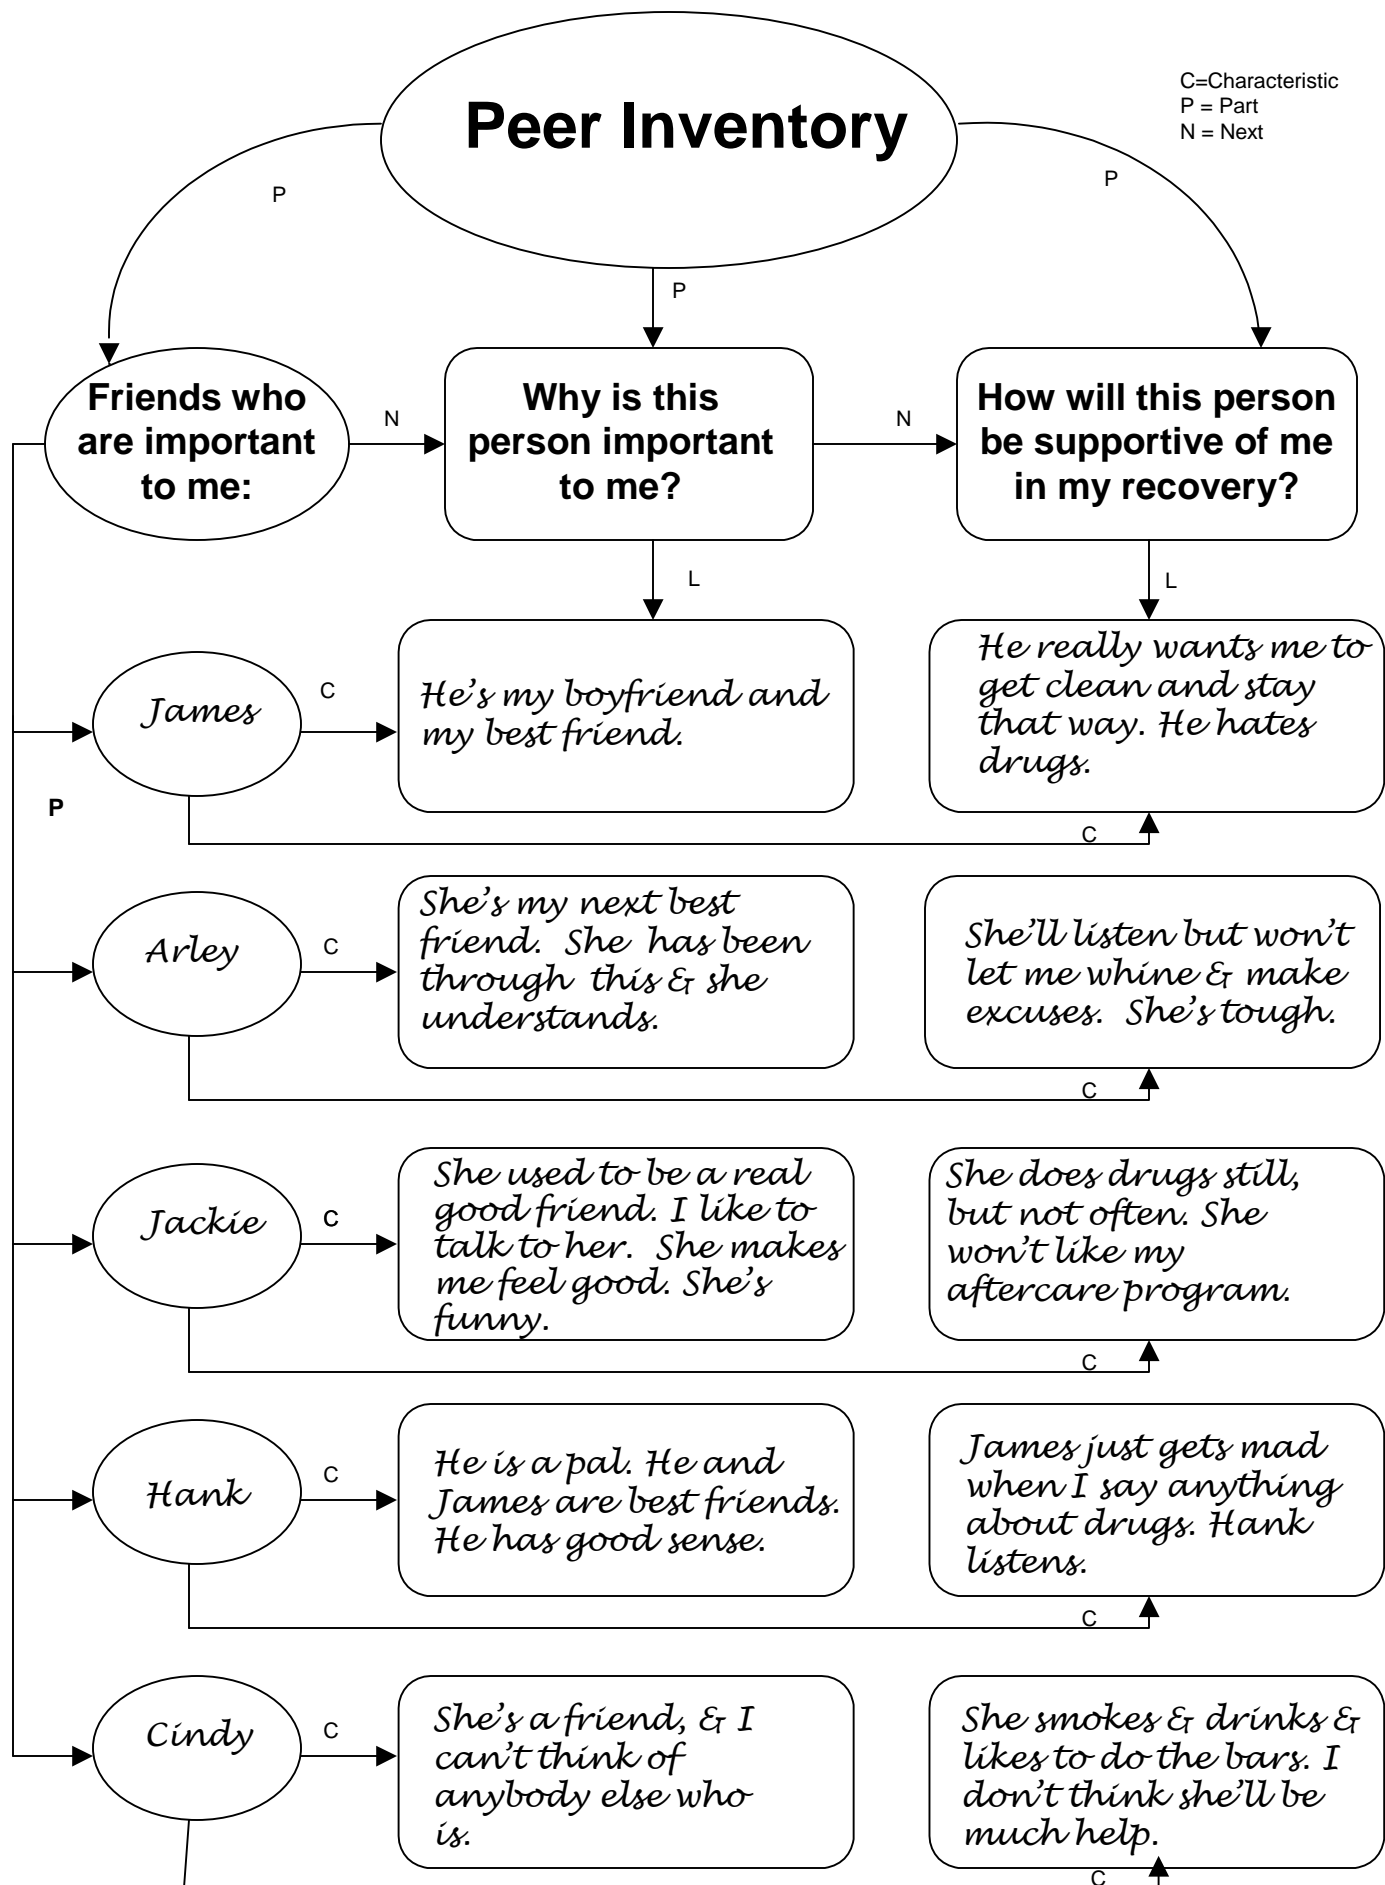 Peer Inventory
C=Characteristic
P = Part
N = Next
P
P
P
Friends who
are important
to me:
N
Why is this
person important
to me?
N
How will this person
be supportive of me
in my recovery?
L
L
P
James
C
He's my boyfriend and
my best friend.
He really wants me to
get clean and stay
that way. He hates
drugs.
C
Arley
C
She's my next best
friend.  She  has been
through  this & she
understands.
She'll listen but won't
let me whine & make
excuses.  She's tough.
C
Jackie
C
She used to be a real
good friend. I like to
talk to her.  She makes
me feel good. She's
funny.
She does drugs still,
but not often. She
won't like my
aftercare program.
C
Hank
C
He is a pal. He and
James are best friends.
He has good sense.
James just gets mad
when I say anything
about drugs. Hank
listens.
C
Cindy
C
She's a friend, & I
can't think of
anybody else who
is.
She smokes & drinks &
likes to do the bars. I
don't think she'll be
much help.
C